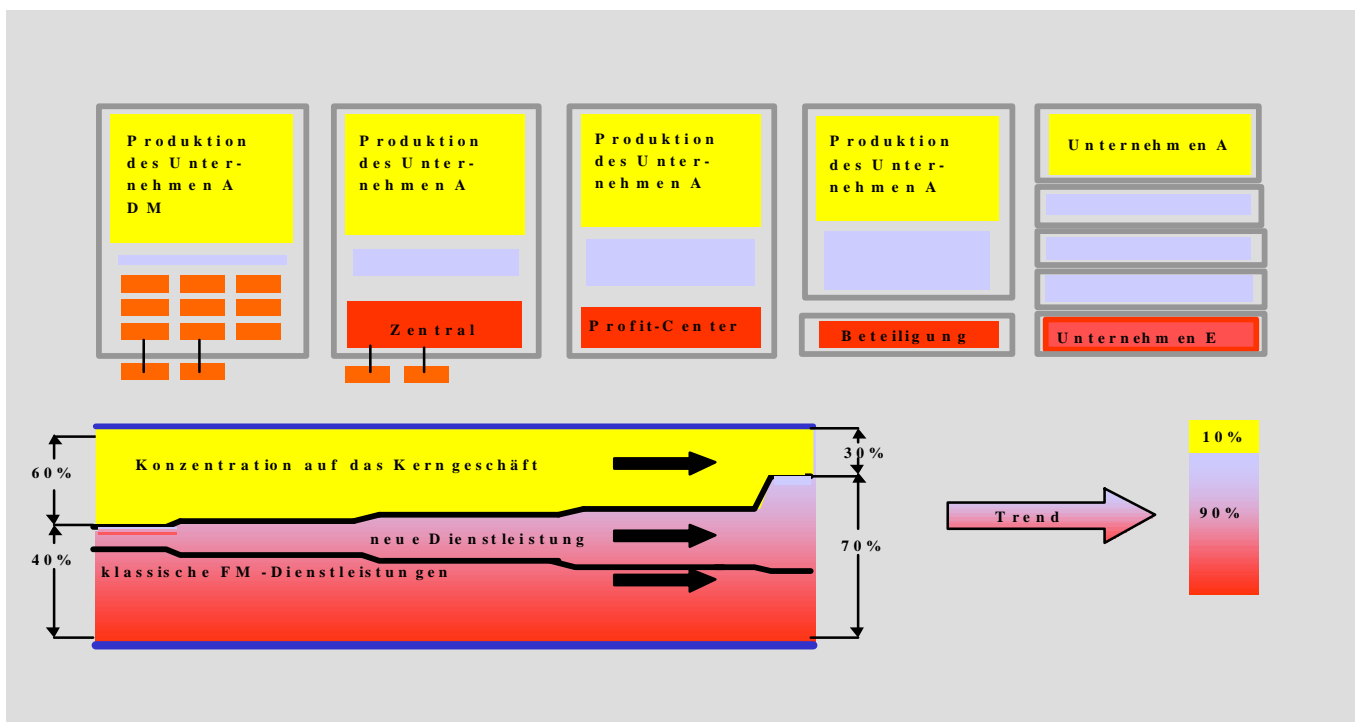 Produktion
des Unter-
nehmen A
DM
Produktion
des Unter-
nehmen A
Zentral
Produktion
des Unter-
nehmen A
Profit-Center
Produktion
des Unter-
nehmen A
Beteiligung
Unternehmen A
Unternehmen E
60%
40%
Konzentration auf das Kerngeschäft
neue Dienstleistung
klassische FM-Dienstleistungen
30%
70%
Trend
10%
90%